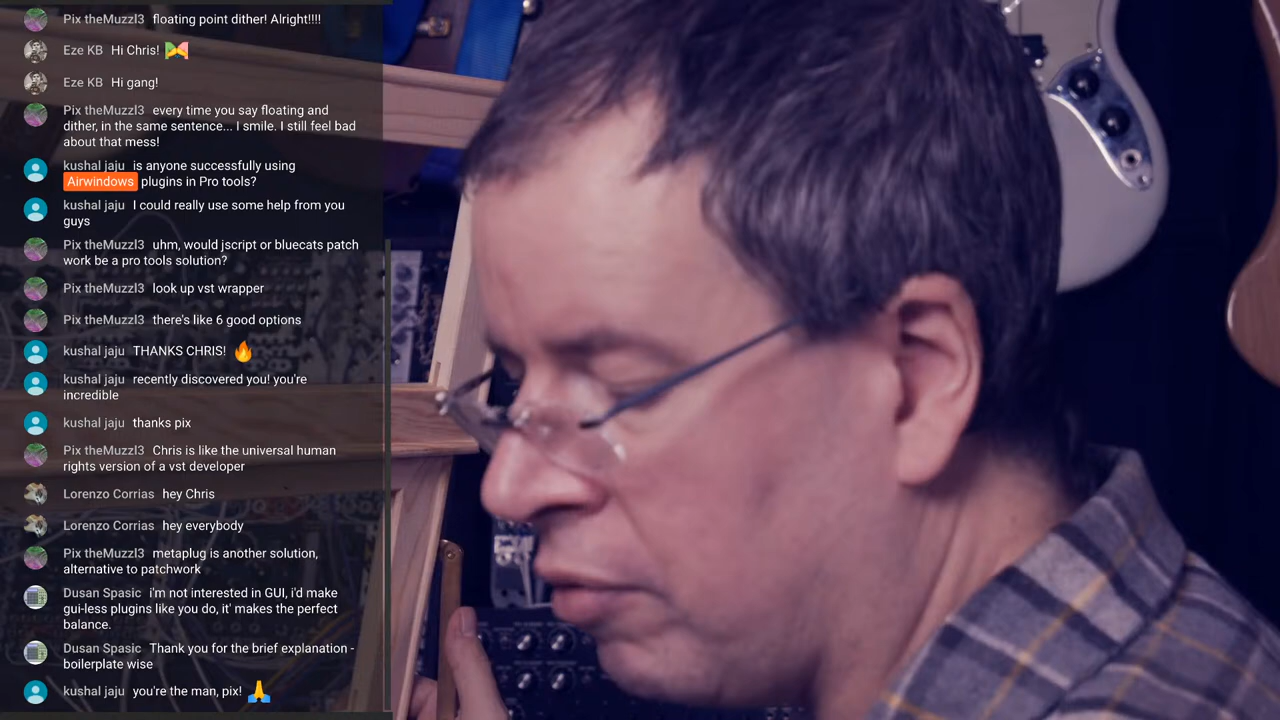 Pix theMuzzl3 floating point dither! Alright!!!!
Eze KB Hi Chris!
Eze KB Hi gang!
Pix theMuzzl3 every time you say floating and
dither, in the same sentence... I smile. I still feel bad
about that mess!
kushal jaju is anyone successfully using
Airwindows plugins in Pro tools?
kushal jaju I could really use some help from you
guys
Pix theMuzzl3 uhm, would jscript or bluecats patch
work be a pro tools solution?
Pix theMuzzl3 look up vst wrapper
Pix theMuzzl3 there's like 6 good options
kushal jaju THANKS CHRIS!
kushal jaju recently discovered you! you're
incredible
kushal jaju thanks pix
Pix theMuzzl3 Chris is like the universal human
rights version of a vst developer
Lorenzo Corrias hey Chris
Lorenzo Corrias hey everybody
Pix theMuzzl3 metaplug is another solution,
alternative to patchwork
Dusan Spasic i'm not interested in GUI, i'd make
gui-less plugins like you do, it' makes the perfect
balance.
Dusan Spasic Thank you for the brief explanation -
boilerplate wise
kushal jaju you're the man, pix!